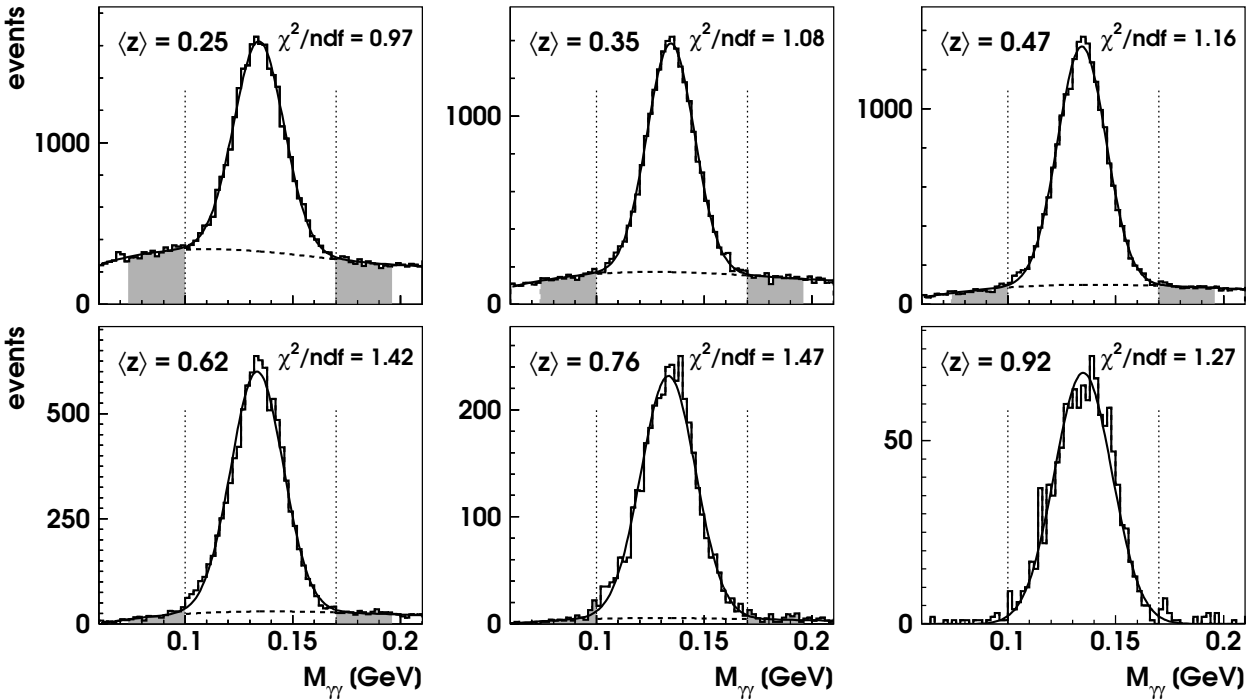 events
⟨z⟩ = 0.25 χ²/ndf = 0.97
1000
0
⟨z⟩ = 0.35 χ²/ndf = 1.08
1000
0
⟨z⟩ = 0.47 χ²/ndf = 1.16
1000
0
events
⟨z⟩ = 0.62 χ²/ndf = 1.42
500
250
0
0.1 0.15 0.2
M_γγ (GeV)
⟨z⟩ = 0.76 χ²/ndf = 1.47
200
100
0
0.1 0.15 0.2
M_γγ (GeV)
⟨z⟩ = 0.92 χ²/ndf = 1.27
50
0
0.1 0.15 0.2
M_γγ (GeV)